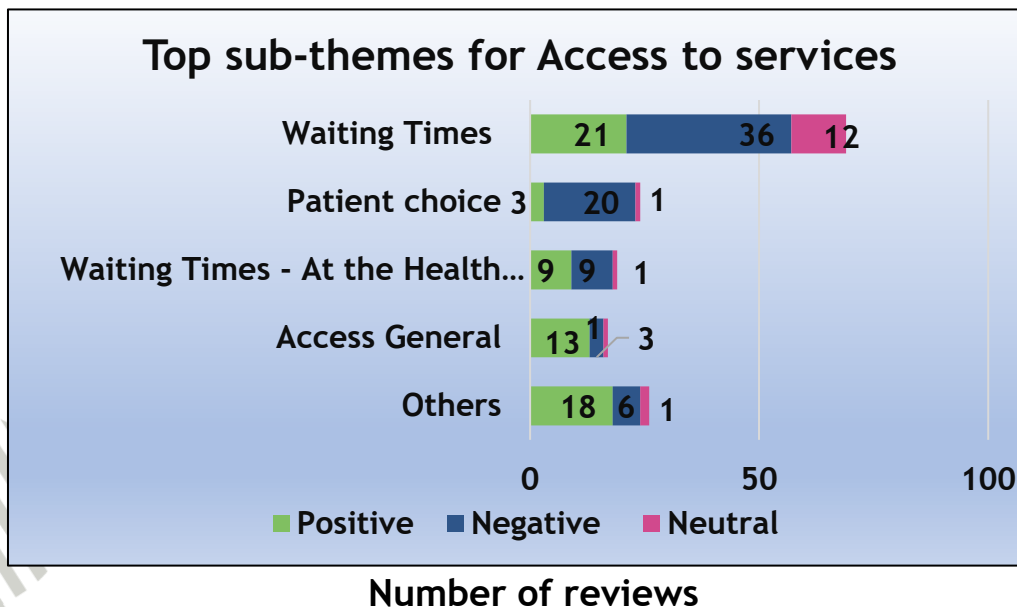 Top sub-themes for Access to services
Waiting Times 21 36 12
Patient choice 3 20 1
Waiting Times - At the Health... 9 9 1
Access General 13 1 3
Others 18 6 1
0 50 100
Positive Negative Neutral
Number of reviews